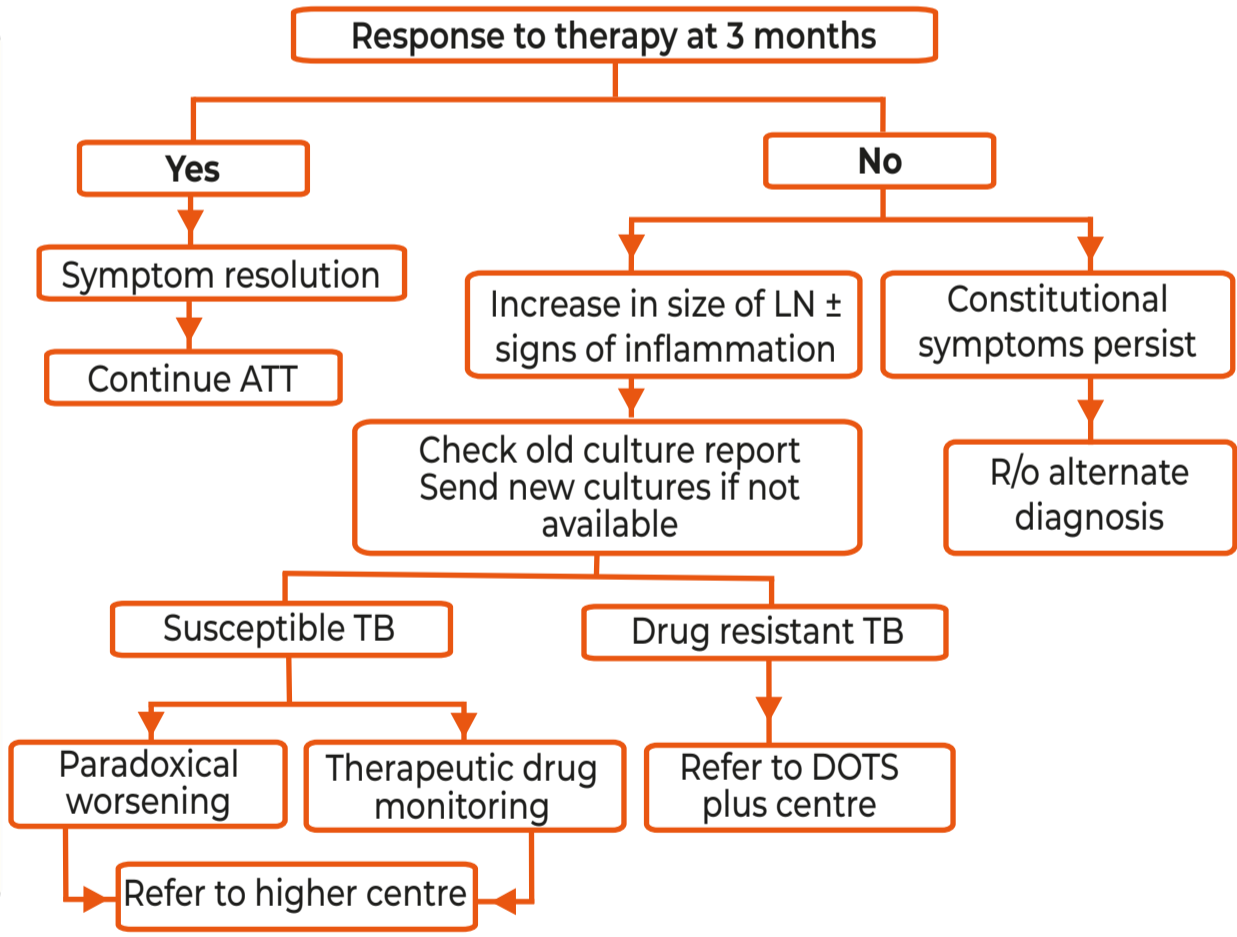 Response to therapy at 3 months
Yes
No
Symptom resolution
Continue ATT
Increase in size of LN ±
signs of inflammation
Constitutional
symptoms persist
Check old culture report
Send new cultures if not
available
R/o alternate
diagnosis
Susceptible TB
Drug resistant TB
Paradoxical
worsening
Therapeutic drug
monitoring
Refer to DOTS
plus centre
Refer to higher centre